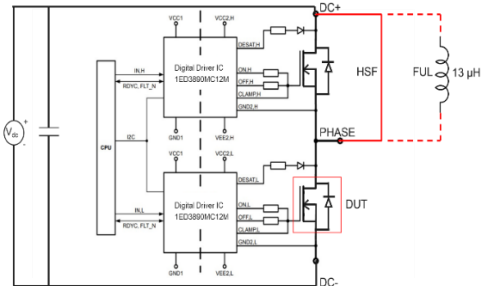 DC+
VCC1
VCC2,H
DESAT,H
Digital Driver IC
1ED3890MC12M
IN,H
RDYC, FLT_N
ON,H
OFF,H
CLAMP,H
GND2,H
GND1
VEE2,H
HSF
FUL
13 µH
Vdc
+
-
CPU
I2C
PHASE
VCC1
VCC2,L
DESAT,L
Digital Driver IC
1ED3890MC12M
IN,L
RDYC, FLT_N
ON,L
OFF,L
CLAMP,L
GND2,L
GND1
VEE2,L
DUT
DC-